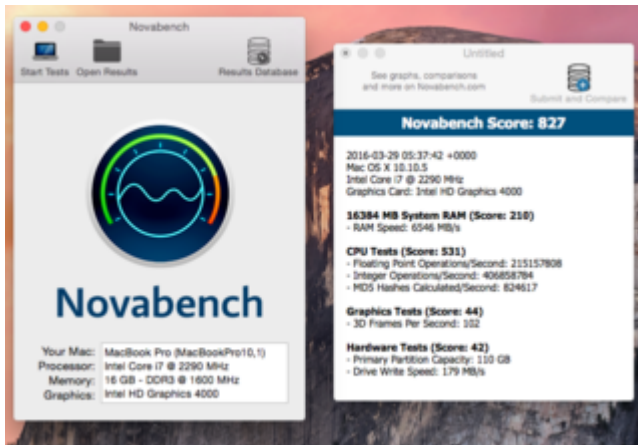 Novabench
Start Tests
Open Results
Results Database
Novabench
Your Mac: MacBook Pro (MacBookPro10,1)
Processor: Intel Core i7 @ 2290 MHz
Memory: 16 GB - DDR3 @ 1600 MHz
Graphics: Intel HD Graphics 4000
Untitled
See graphs, comparisons
and more on Novabench.com
Submit and Compare
Novabench Score: 827
2016-03-29 05:37:42 +0000
Mac OS X 10.10.5
Intel Core i7 @ 2290 MHz
Graphics Card: Intel HD Graphics 4000
16384 MB System RAM (Score: 210)
- RAM Speed: 6546 MB/s
CPU Tests (Score: 531)
- Floating Point Operations/Second: 215157808
- Integer Operations/Second: 406858784
- MD5 Hashes Calculated/Second: 824617
Graphics Tests (Score: 44)
- 3D Frames Per Second: 102
Hardware Tests (Score: 42)
- Primary Partition Capacity: 110 GB
- Drive Write Speed: 179 MB/s